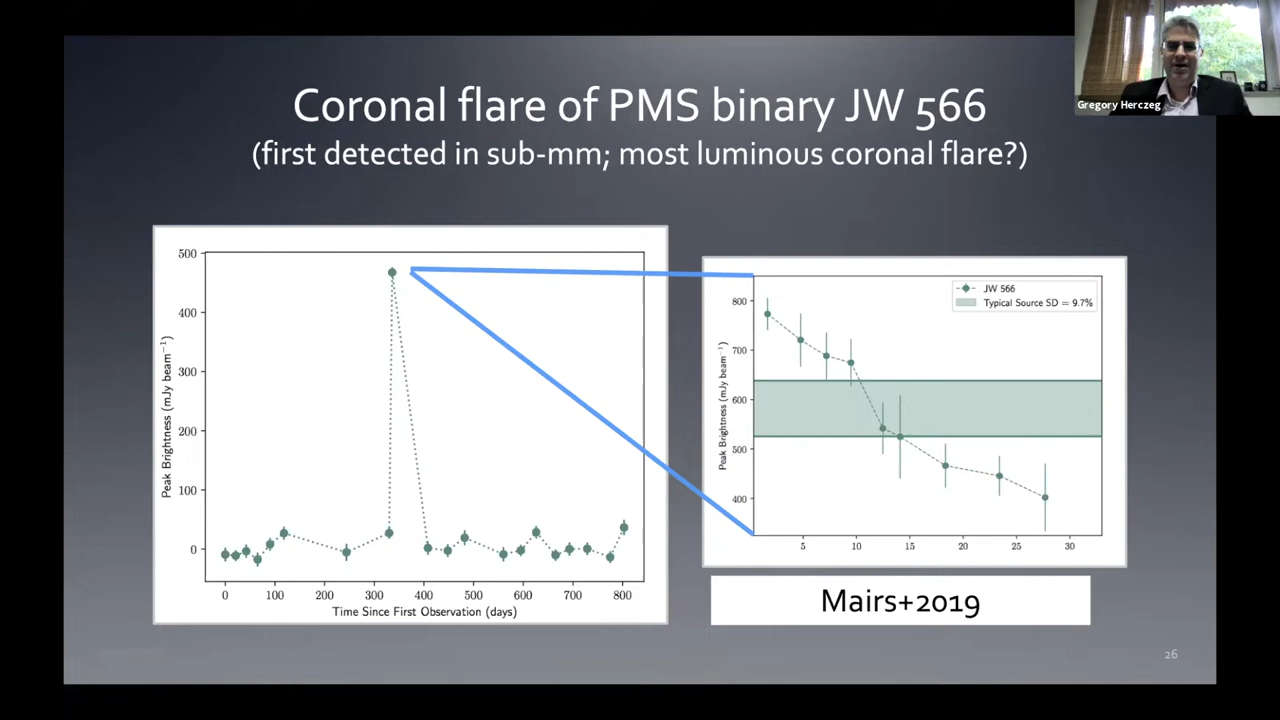 Coronal flare of PMS binary JW 566
(first detected in sub-mm; most luminous coronal flare?)
Gregory Herczeg
500
400
300
200
100
0
Peak Brightness (mJy beam⁻¹)
0 100 200 300 400 500 600 700 800
Time Since First Observation (days)
JW 566
Typical Source SD = 9.7%
800
700
600
500
400
Peak Brightness (mJy beam⁻¹)
5 10 15 20 25 30
Mairs+2019
26